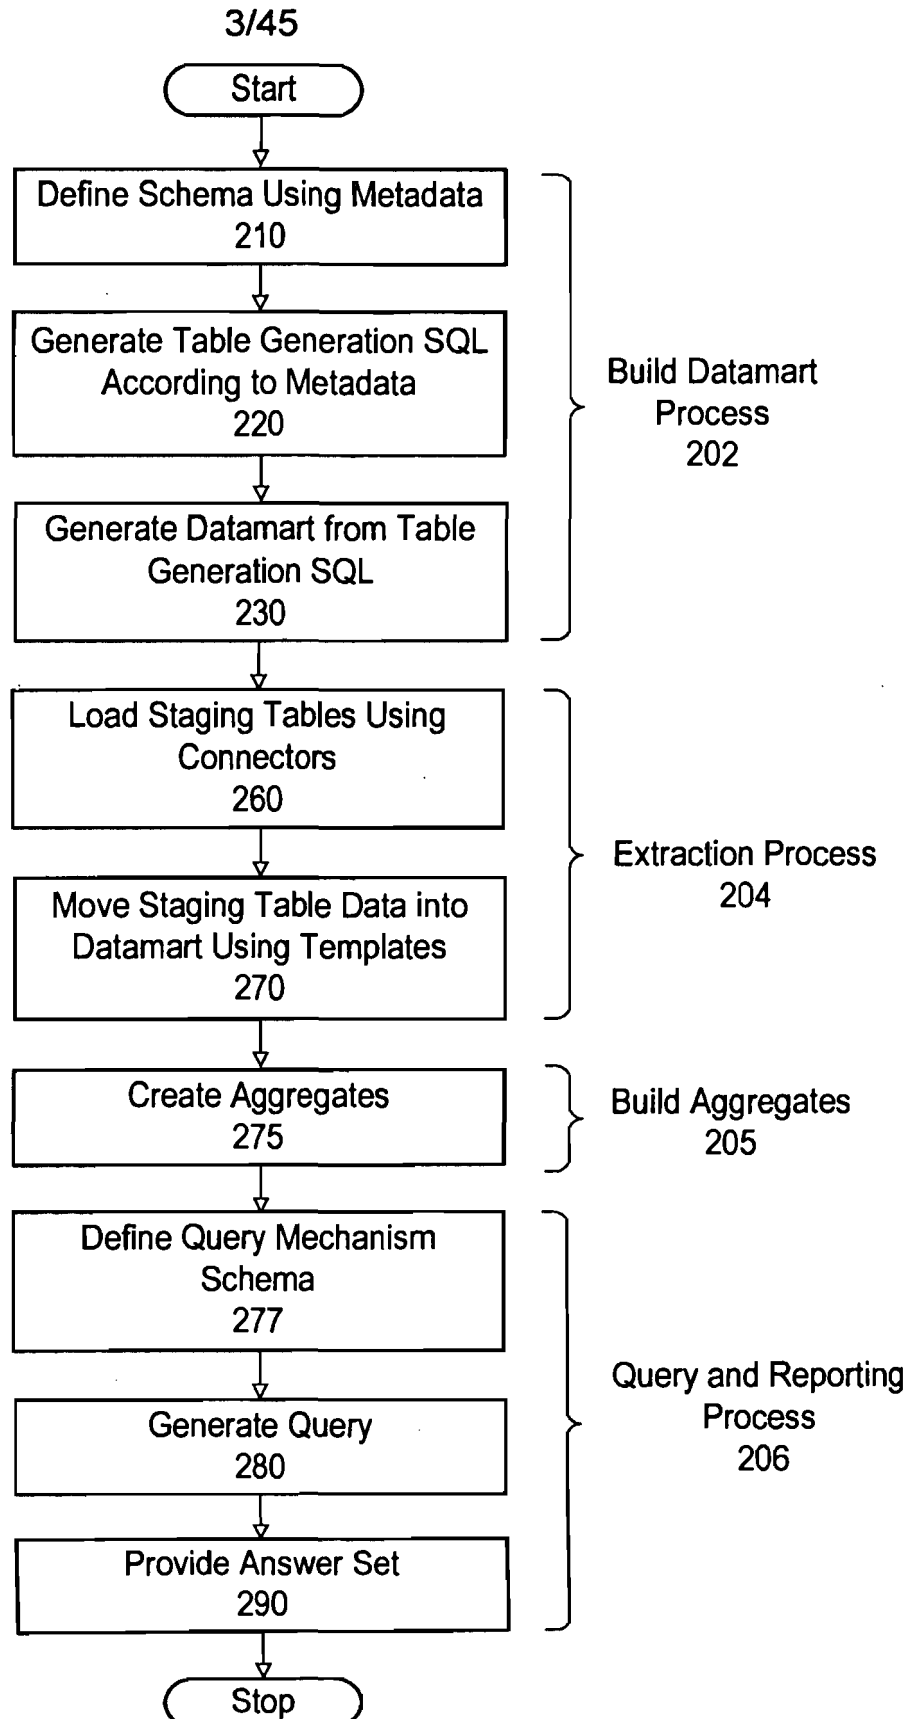 3/45
Start
Define Schema Using Metadata
210
Generate Table Generation SQL
According to Metadata
220
Generate Datamart from Table
Generation SQL
230
Build Datamart
Process
202
Load Staging Tables Using
Connectors
260
Move Staging Table Data into
Datamart Using Templates
270
Extraction Process
204
Create Aggregates
275
Build Aggregates
205
Define Query Mechanism
Schema
277
Generate Query
280
Provide Answer Set
290
Query and Reporting
Process
206
Stop